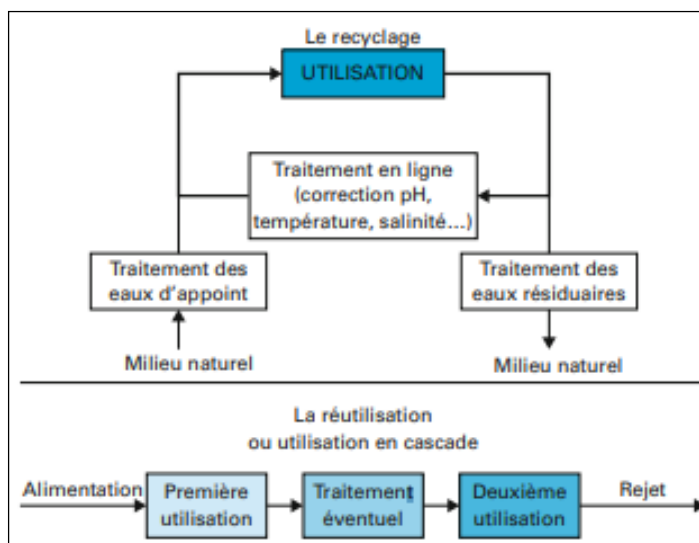 Le recyclage
UTILISATION
Traitement en ligne
(correction pH,
température, salinité...)
Traitement des
eaux d'appoint
Traitement des
eaux résiduaires
Milieu naturel
Milieu naturel
La réutilisation
ou utilisation en cascade
Alimentation
Première
utilisation
Traitement
éventuel
Deuxième
utilisation
Rejet